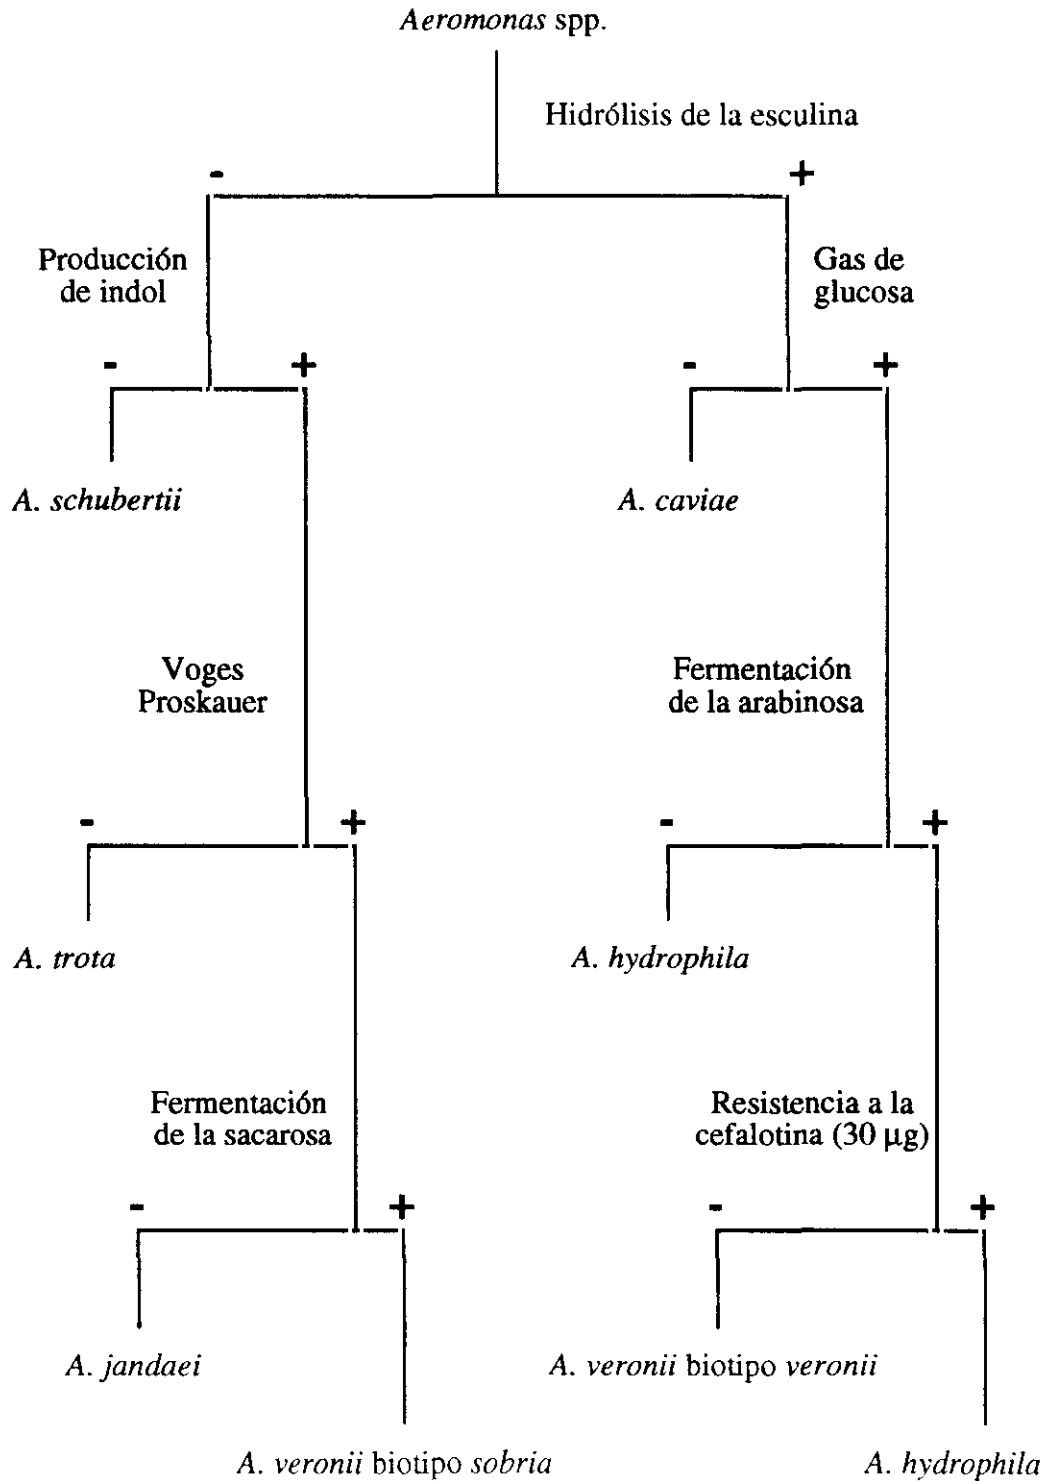 Aeromonas spp.
Hidrólisis de la esculina
- +
Producción
de indol
Gas de
glucosa
- + - +
A. schubertii A. caviae
Voges
Proskauer
Fermentación
de la arabinosa
- + - +
A. trota A. hydrophila
Fermentación
de la sacarosa
Resistencia a la
cefalotina (30 µg)
- + - +
A. jandaei A. veronii biotipo veronii
A. veronii biotipo sobria A. hydrophila